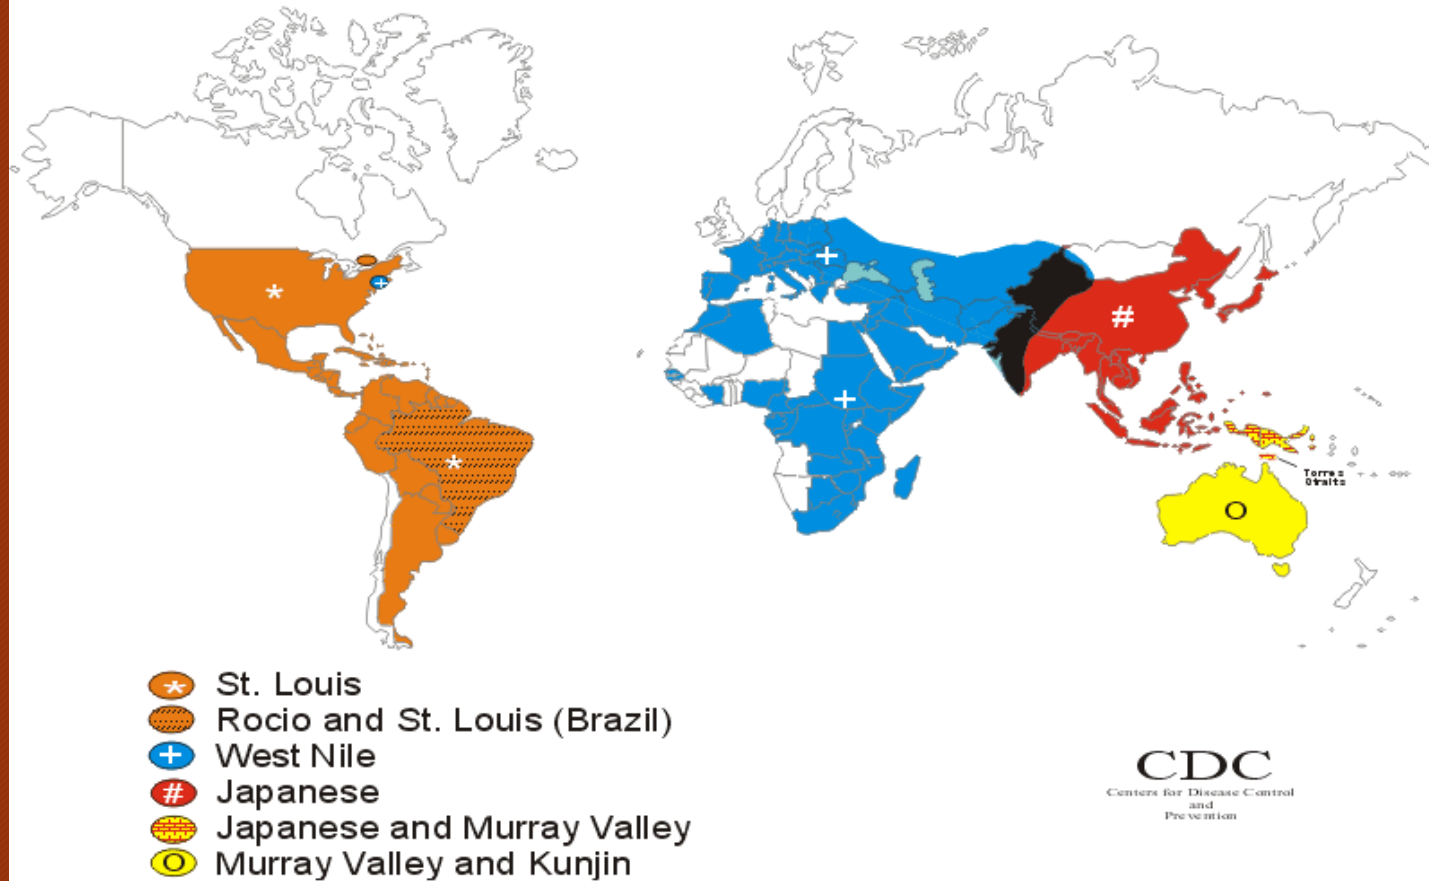 Torres
Straits
* St. Louis
Rocio and St. Louis (Brazil)
+ West Nile
# Japanese
Japanese and Murray Valley
O Murray Valley and Kunjin
CDC
Centers for Disease Control
and
Prevention